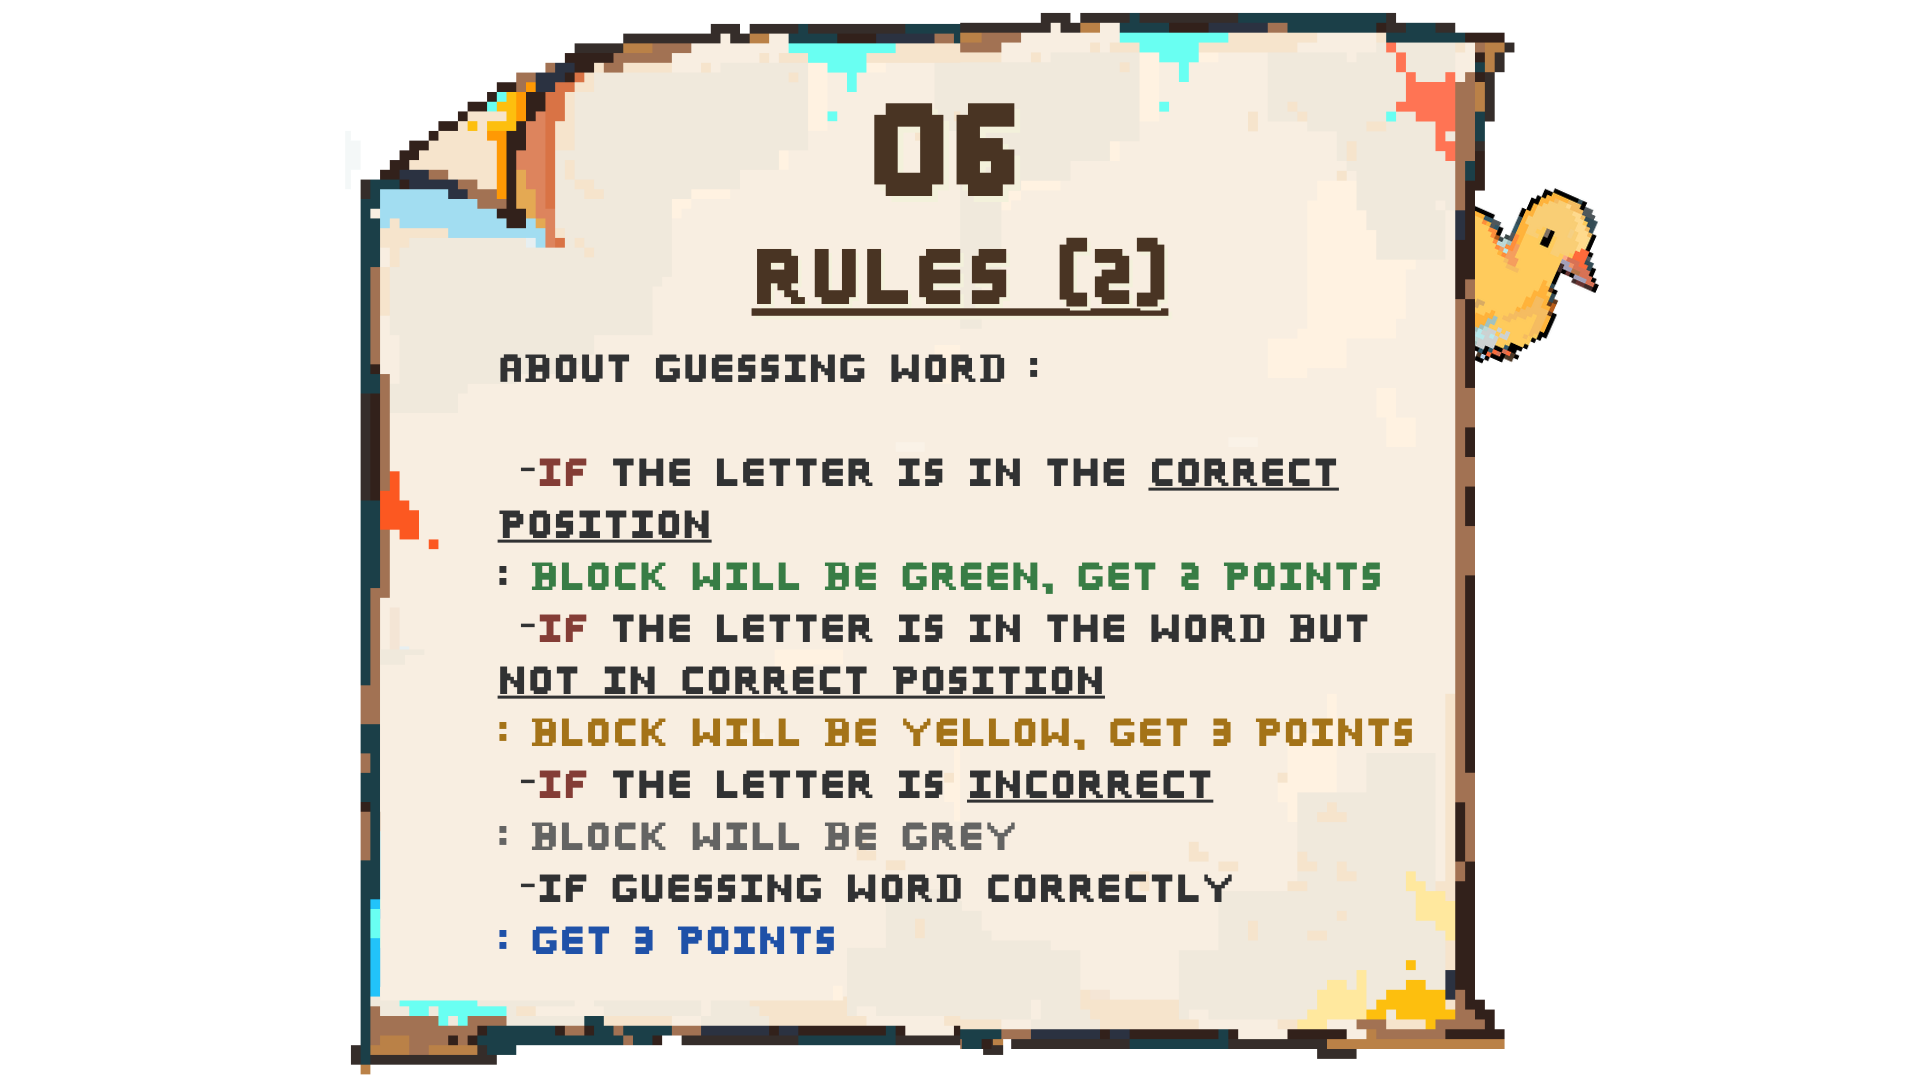 06
RULES (2)
ABOUT GUESSING WORD :
-IF THE LETTER IS IN THE CORRECT
POSITION
: BLOCK WILL BE GREEN, GET 2 POINTS
-IF THE LETTER IS IN THE WORD BUT
NOT IN CORRECT POSITION
: BLOCK WILL BE YELLOW, GET 3 POINTS
-IF THE LETTER IS INCORRECT
: BLOCK WILL BE GREY
-IF GUESSING WORD CORRECTLY
: GET 3 POINTS